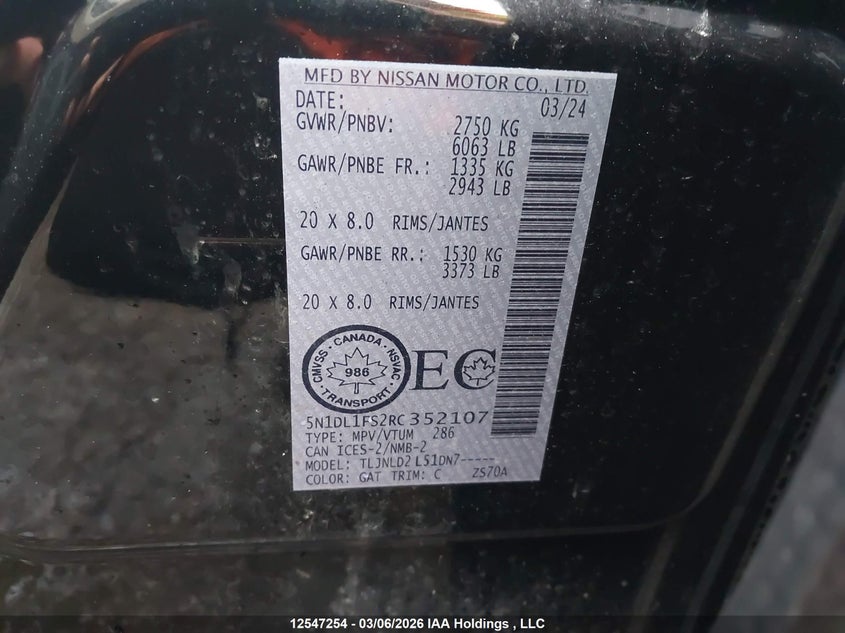 MFD BY NISSAN MOTOR CO., LTD.
DATE: 03/24
GVWR/PNBV: 2750 KG
6063 LB
GAWR/PNBE FR.: 1335 KG
2943 LB
20 X 8.0 RIMS/JANTES
GAWR/PNBE RR.: 1530 KG
3373 LB
20 X 8.0 RIMS/JANTES
CMVSS · CANADA · NSVAC
986
TRANSPORT
EC
5N1DL1FS2RC352107
TYPE: MPV/VTUM 286
CAN ICES-2/NMB-2
MODEL: TLJNLD2 LS1DN7-----
COLOR: GAT TRIM: C ZS70A
12547254 - 03/06/2026 IAA Holdings , LLC